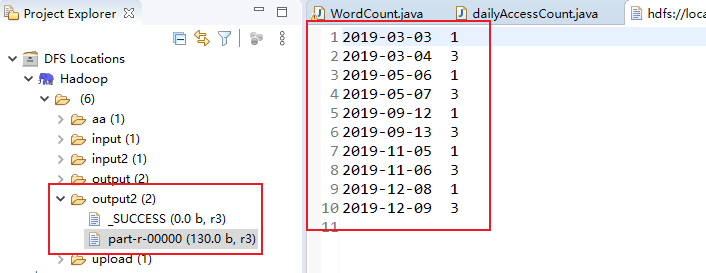 Project Explorer
DFS Locations
Hadoop
(6)
aa (1)
input (1)
input2 (1)
output (2)
output2 (2)
_SUCCESS (0.0 b, r3)
part-r-00000 (130.0 b, r3)
upload (1)
WordCount.java
dailyAccessCount.java
hdfs://loca
1 2019-03-03 1
2 2019-03-04 3
3 2019-05-06 1
4 2019-05-07 3
5 2019-09-12 1
6 2019-09-13 3
7 2019-11-05 1
8 2019-11-06 3
9 2019-12-08 1
10 2019-12-09 3
11